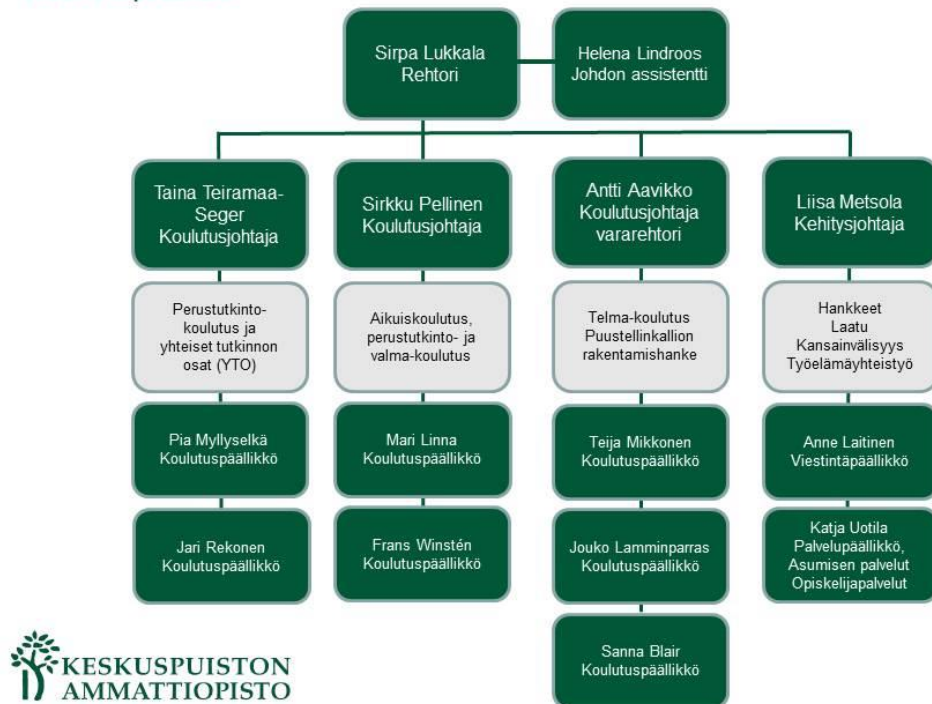 Sirpa Lukkala
Rehtori
Helena Lindroos
Johdon assistentti
Taina Teiramaa-
Seger
Koulutusjohtaja
Sirkku Pellinen
Koulutusjohtaja
Antti Aavikko
Koulutusjohtaja
vararehtori
Liisa Metsola
Kehitysjohtaja
Perustutkinto-
koulutus ja
yhteiset tutkinnon
osat (YTO)
Aikuiskoulutus,
perustutkinto- ja
valma-koulutus
Telma-koulutus
Puustellinkallion
rakentamishanke
Hankkeet
Laatu
Kansainvälisyys
Työelämäyhteistyö
Pia Myllyselkä
Koulutuspäällikkö
Mari Linna
Koulutuspäällikkö
Teija Mikkonen
Koulutuspäällikkö
Anne Laitinen
Viestintäpäällikkö
Jari Rekonen
Koulutuspäällikkö
Frans Winstén
Koulutuspäällikkö
Jouko Lamminparras
Koulutuspäällikkö
Katja Uotila
Palvelupäällikkö,
Asumisen palvelut
Opiskelijapalvelut
Sanna Blair
Koulutuspäällikkö
KESKUSPUISTON
AMMATTIOPISTO